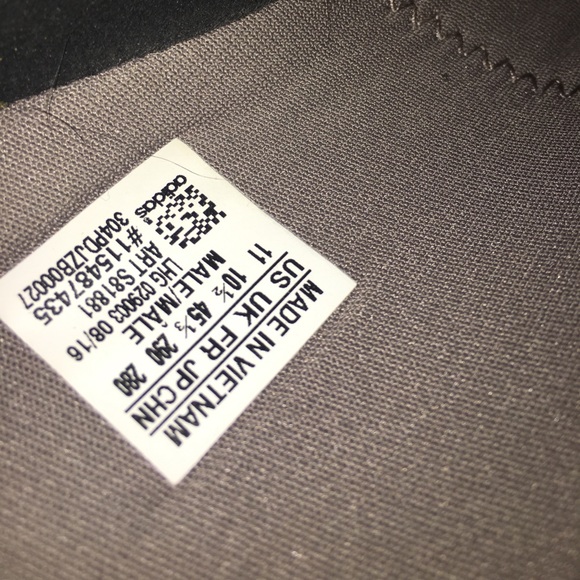 MADE IN VIETNAM
US UK FR JP CHN
11 10½ 45⅓ 290 280
MALE/MÂLE
LHG 029003 08/16
ART S81881
#115487435
304PDJZB00027
adidas